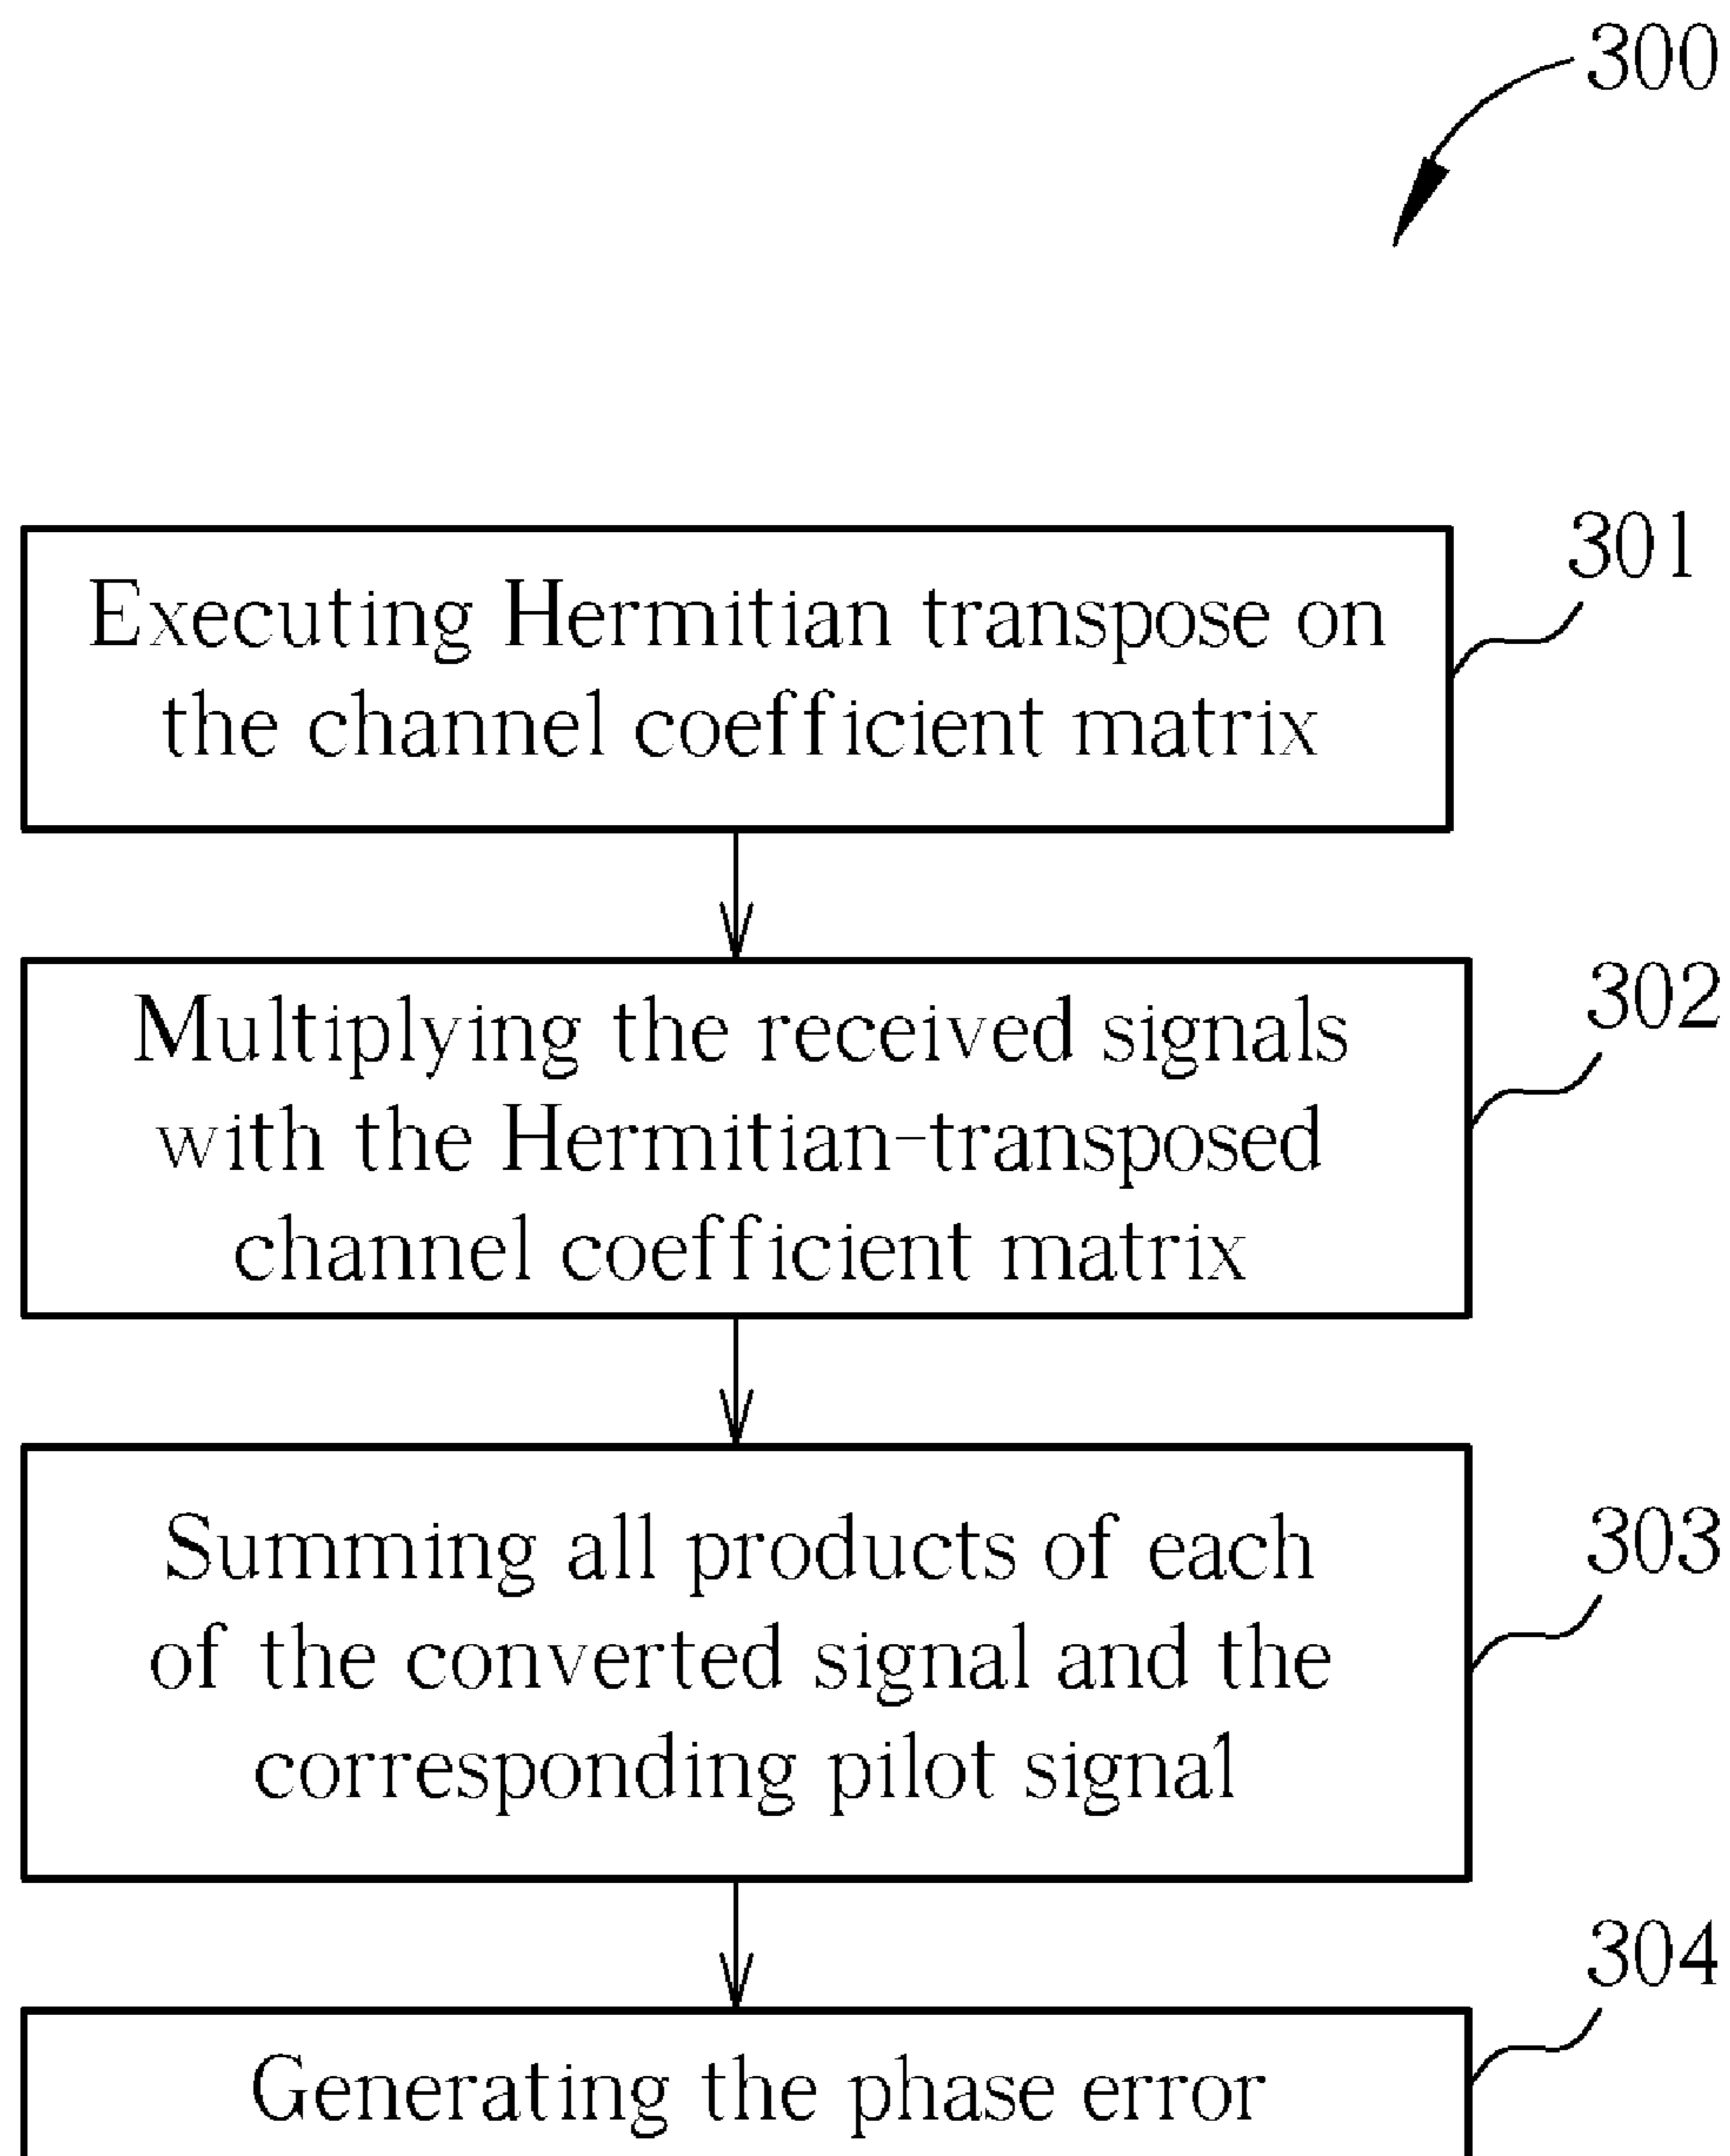 300
301
Executing Hermitian transpose on
the channel coefficient matrix
302
Multiplying the received signals
with the Hermitian-transposed
channel coefficient matrix
303
Summing all products of each
of the converted signal and the
corresponding pilot signal
304
Generating the phase error